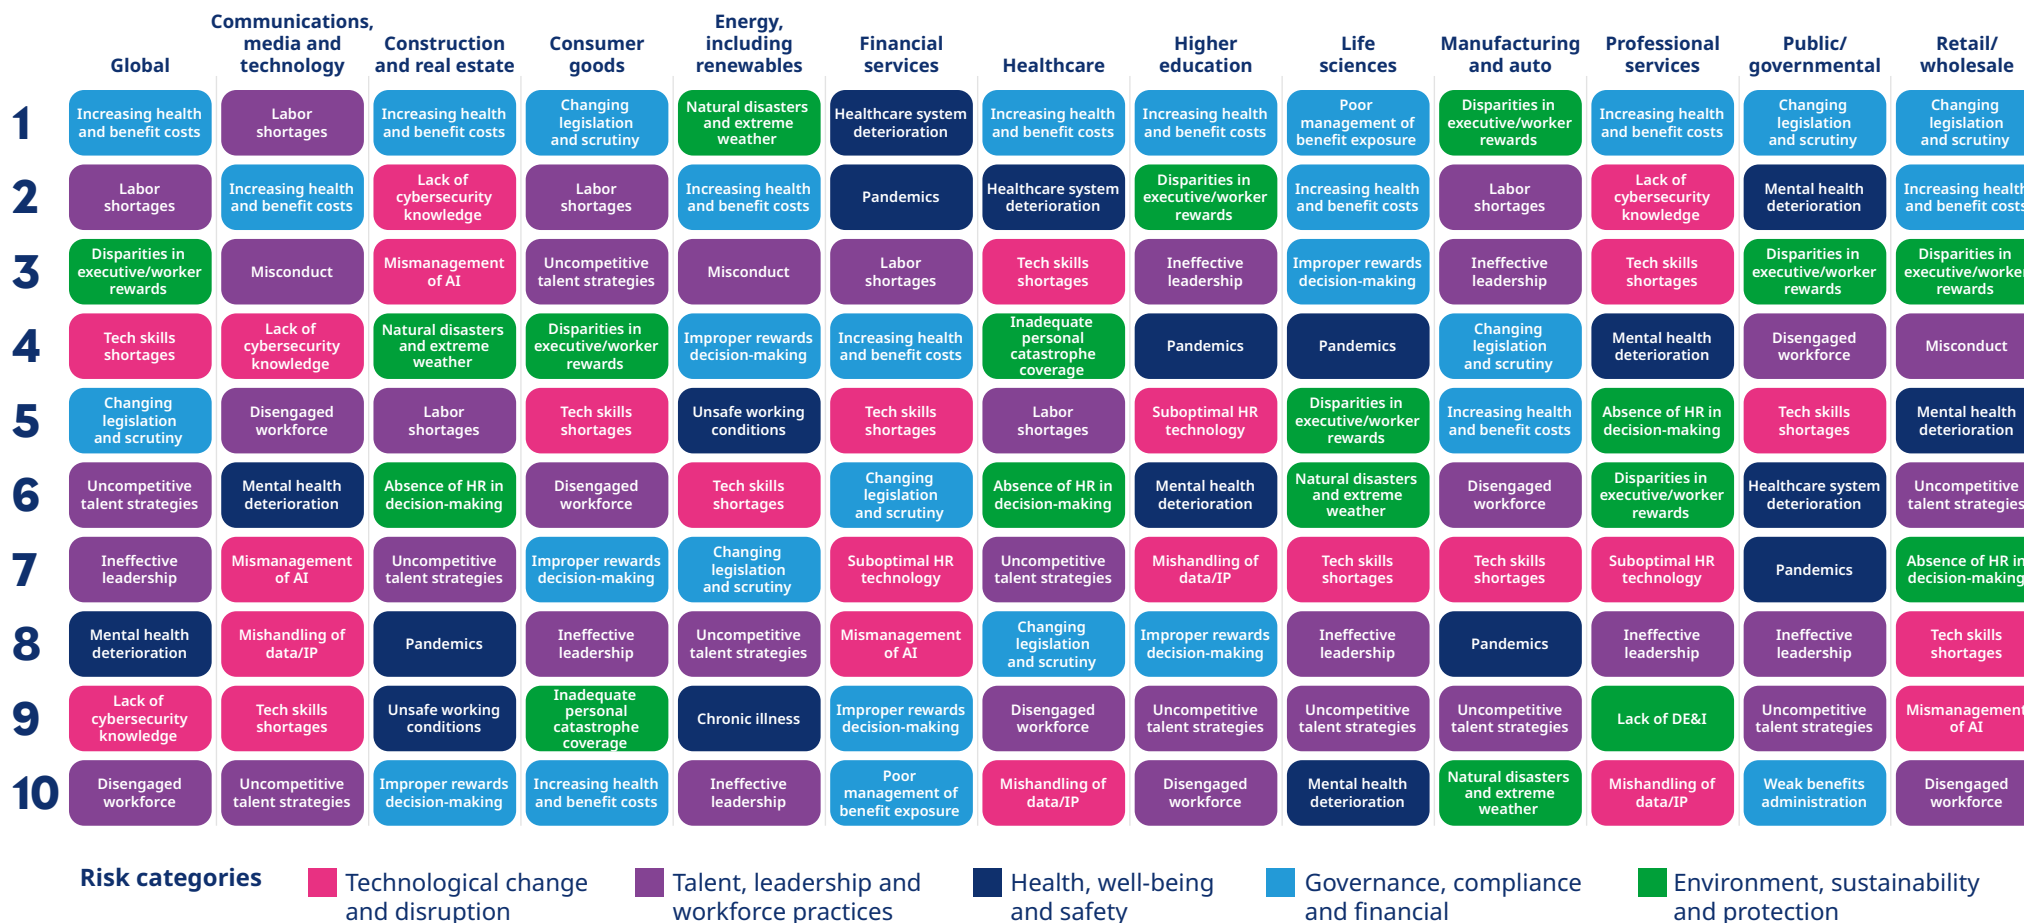 Global
Communications,
media and
technology
Construction
and real estate
Consumer
goods
Energy,
including
renewables
Financial
services
Healthcare
Higher
education
Life
sciences
Manufacturing
and auto
Professional
services
Public/
governmental
Retail/
wholesale
1
Increasing health
and benefit costs
Labor
shortages
Increasing health
and benefit costs
Changing
legislation
and scrutiny
Natural disasters
and extreme
weather
Healthcare system
deterioration
Increasing health
and benefit costs
Increasing health
and benefit costs
Poor
management of
benefit exposure
Disparities in
executive/worker
rewards
Increasing health
and benefit costs
Changing
legislation
and scrutiny
Changing
legislation
and scrutiny
2
Labor
shortages
Increasing health
and benefit costs
Lack of
cybersecurity
knowledge
Labor
shortages
Increasing health
and benefit costs
Pandemics
Healthcare system
deterioration
Disparities in
executive/worker
rewards
Increasing health
and benefit costs
Labor
shortages
Lack of
cybersecurity
knowledge
Mental health
deterioration
Increasing health
and benefit costs
3
Disparities in
executive/worker
rewards
Misconduct
Mismanagement
of AI
Uncompetitive
talent strategies
Misconduct
Labor
shortages
Tech skills
shortages
Ineffective
leadership
Improper rewards
decision-making
Ineffective
leadership
Tech skills
shortages
Disparities in
executive/worker
rewards
Disparities in
executive/worker
rewards
4
Tech skills
shortages
Lack of
cybersecurity
knowledge
Natural disasters
and extreme
weather
Disparities in
executive/worker
rewards
Improper rewards
decision-making
Increasing health
and benefit costs
Inadequate
personal
catastrophe
coverage
Pandemics
Pandemics
Changing
legislation
and scrutiny
Mental health
deterioration
Disengaged
workforce
Misconduct
5
Changing
legislation
and scrutiny
Disengaged
workforce
Labor
shortages
Tech skills
shortages
Unsafe working
conditions
Tech skills
shortages
Labor
shortages
Suboptimal HR
technology
Disparities in
executive/worker
rewards
Increasing health
and benefit costs
Absence of HR in
decision-making
Tech skills
shortages
Mental health
deterioration
6
Uncompetitive
talent strategies
Mental health
deterioration
Absence of HR in
decision-making
Disengaged
workforce
Tech skills
shortages
Changing
legislation
and scrutiny
Absence of HR in
decision-making
Mental health
deterioration
Natural disasters
and extreme
weather
Disengaged
workforce
Disparities in
executive/worker
rewards
Healthcare system
deterioration
Uncompetitive
talent strategies
7
Ineffective
leadership
Mismanagement
of AI
Uncompetitive
talent strategies
Improper rewards
decision-making
Changing
legislation
and scrutiny
Suboptimal HR
technology
Uncompetitive
talent strategies
Mishandling of
data/IP
Tech skills
shortages
Tech skills
shortages
Suboptimal HR
technology
Pandemics
Absence of HR in
decision-making
8
Mental health
deterioration
Mishandling of
data/IP
Pandemics
Ineffective
leadership
Uncompetitive
talent strategies
Mismanagement
of AI
Changing
legislation
and scrutiny
Improper rewards
decision-making
Ineffective
leadership
Pandemics
Ineffective
leadership
Ineffective
leadership
Tech skills
shortages
9
Lack of
cybersecurity
knowledge
Tech skills
shortages
Unsafe working
conditions
Inadequate
personal
catastrophe
coverage
Chronic illness
Improper rewards
decision-making
Disengaged
workforce
Uncompetitive
talent strategies
Uncompetitive
talent strategies
Uncompetitive
talent strategies
Lack of DE&I
Uncompetitive
talent strategies
Mismanagement
of AI
10
Disengaged
workforce
Uncompetitive
talent strategies
Improper rewards
decision-making
Increasing health
and benefit costs
Ineffective
leadership
Poor
management of
benefit exposure
Mishandling of
data/IP
Disengaged
workforce
Mental health
deterioration
Natural disasters
and extreme
weather
Mishandling of
data/IP
Weak benefits
administration
Disengaged
workforce
Risk categories
Technological change
and disruption
Talent, leadership and
workforce practices
Health, well-being
and safety
Governance, compliance
and financial
Environment, sustainability
and protection